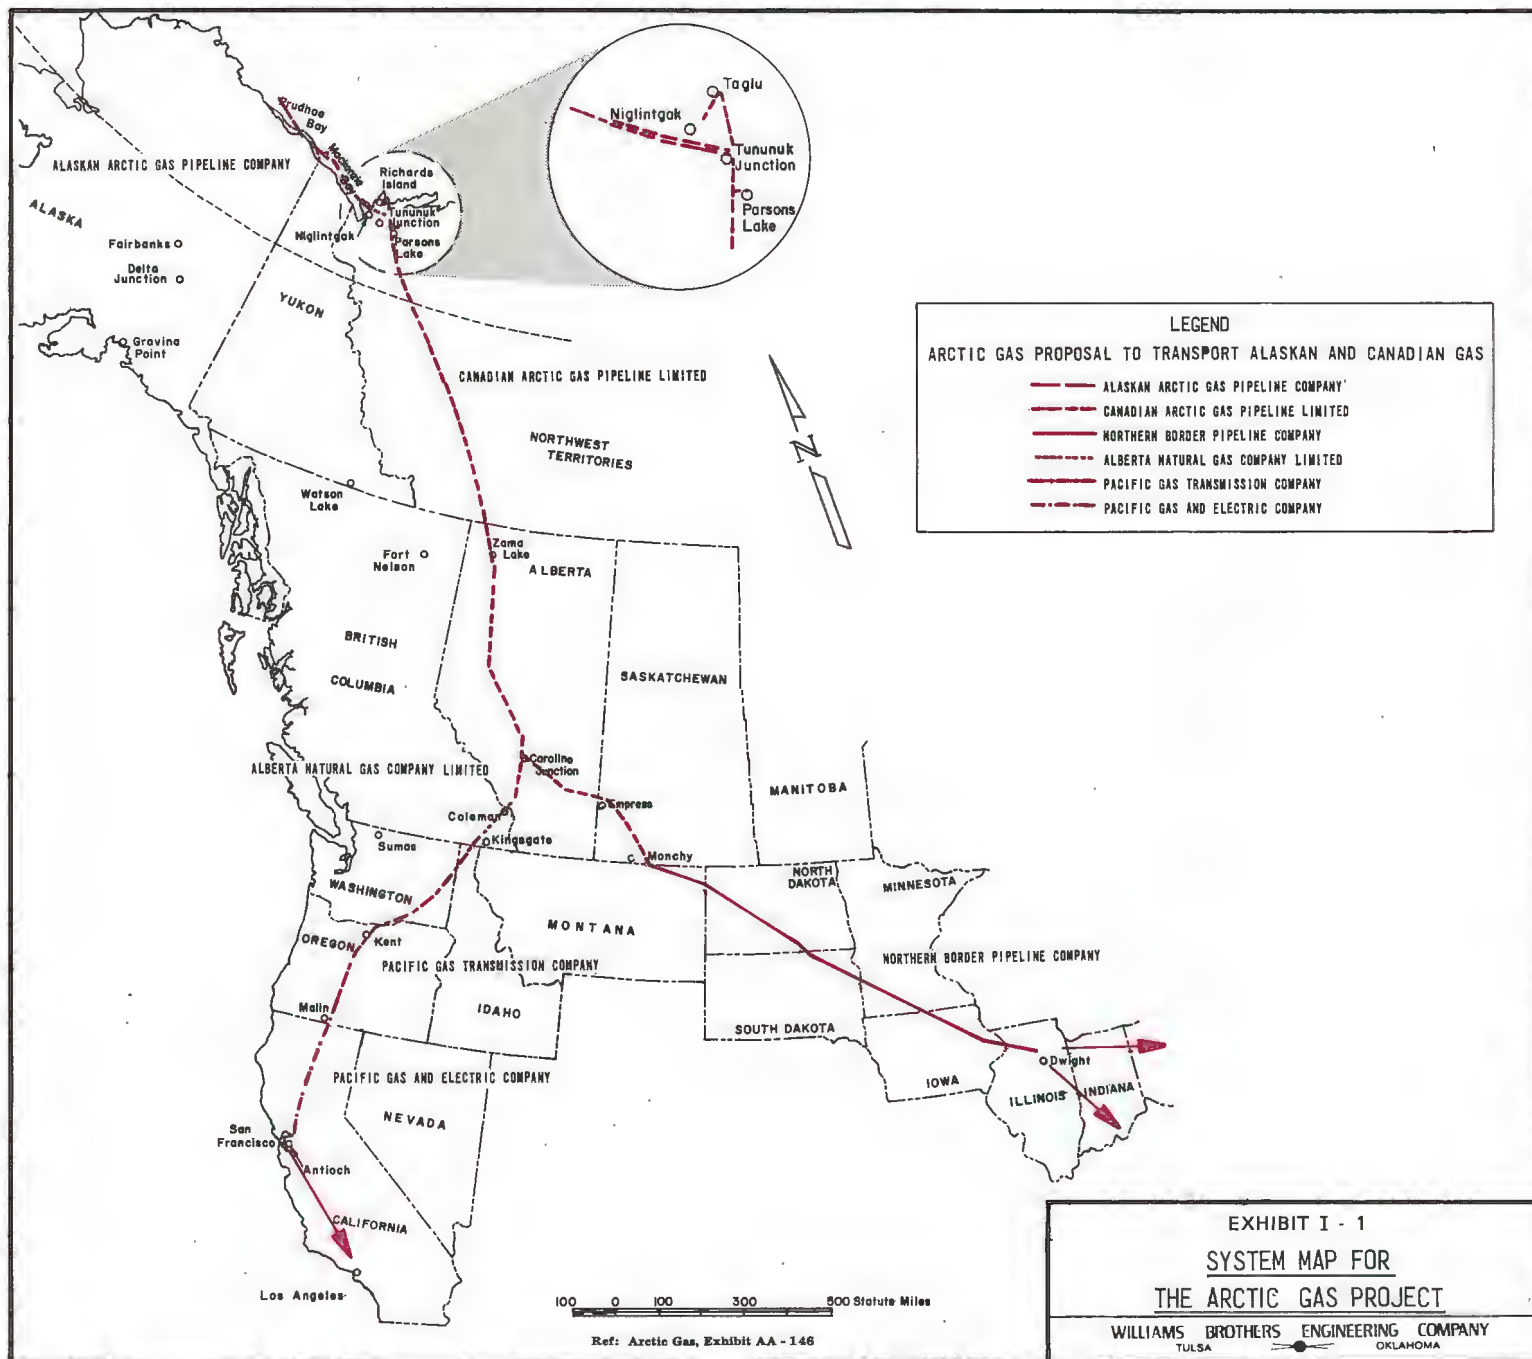 Taglu
Niglintgak
Tununuk
Junction
Parsons
Lake
Prudhoe
Bay
Mackenzie
Bay
ALASKAN ARCTIC GAS PIPELINE COMPANY
Richards
Island
Tununuk
Junction
Niglintgak
Parsons
Lake
ALASKA
Fairbanks
Delta
Junction
YUKON
Gravina
Point
CANADIAN ARCTIC GAS PIPELINE LIMITED
N
LEGEND
ARCTIC GAS PROPOSAL TO TRANSPORT ALASKAN AND CANADIAN GAS
ALASKAN ARCTIC GAS PIPELINE COMPANY
CANADIAN ARCTIC GAS PIPELINE LIMITED
NORTHERN BORDER PIPELINE COMPANY
ALBERTA NATURAL GAS COMPANY LIMITED
PACIFIC GAS TRANSMISSION COMPANY
PACIFIC GAS AND ELECTRIC COMPANY
NORTHWEST
TERRITORIES
Watson
Lake
Fort
Nelson
Zama
Lake
ALBERTA
BRITISH
COLUMBIA
SASKATCHEWAN
ALBERTA NATURAL GAS COMPANY LIMITED
Caroline
Junction
MANITOBA
Coleman
Empress
Sumas
Kingsgate
Monchy
WASHINGTON
NORTH
DAKOTA
MINNESOTA
MONTANA
OREGON
Kent
PACIFIC GAS TRANSMISSION COMPANY
NORTHERN BORDER PIPELINE COMPANY
Malin
IDAHO
SOUTH DAKOTA
Dwight
PACIFIC GAS AND ELECTRIC COMPANY
IOWA
ILLINOIS
INDIANA
NEVADA
San
Francisco
Antioch
CALIFORNIA
Los Angeles
100 0 100 300 500 Statute Miles
Ref: Arctic Gas, Exhibit AA - 146
EXHIBIT I - 1
SYSTEM MAP FOR
THE ARCTIC GAS PROJECT
WILLIAMS BROTHERS ENGINEERING COMPANY
TULSA OKLAHOMA